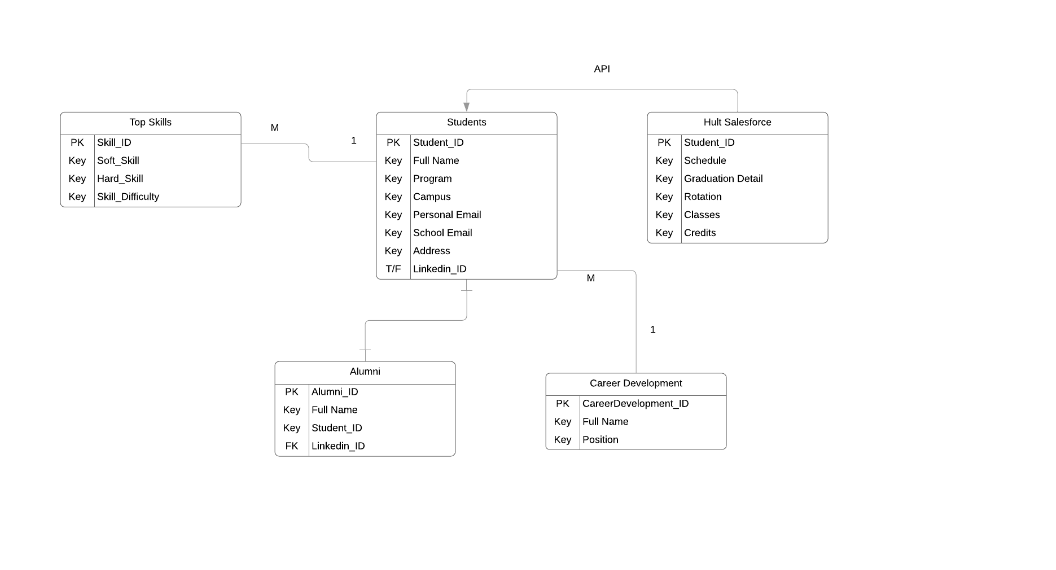 API
Top Skills
PK Skill_ID
Key Soft_Skill
Key Hard_Skill
Key Skill_Difficulty
M
1
Students
PK Student_ID
Key Full Name
Key Program
Key Campus
Key Personal Email
Key School Email
Key Address
T/F Linkedin_ID
Hult Salesforce
PK Student_ID
Key Schedule
Key Graduation Detail
Key Rotation
Key Classes
Key Credits
M
1
Alumni
PK Alumni_ID
Key Full Name
Key Student_ID
FK Linkedin_ID
Career Development
PK CareerDevelopment_ID
Key Full Name
Key Position